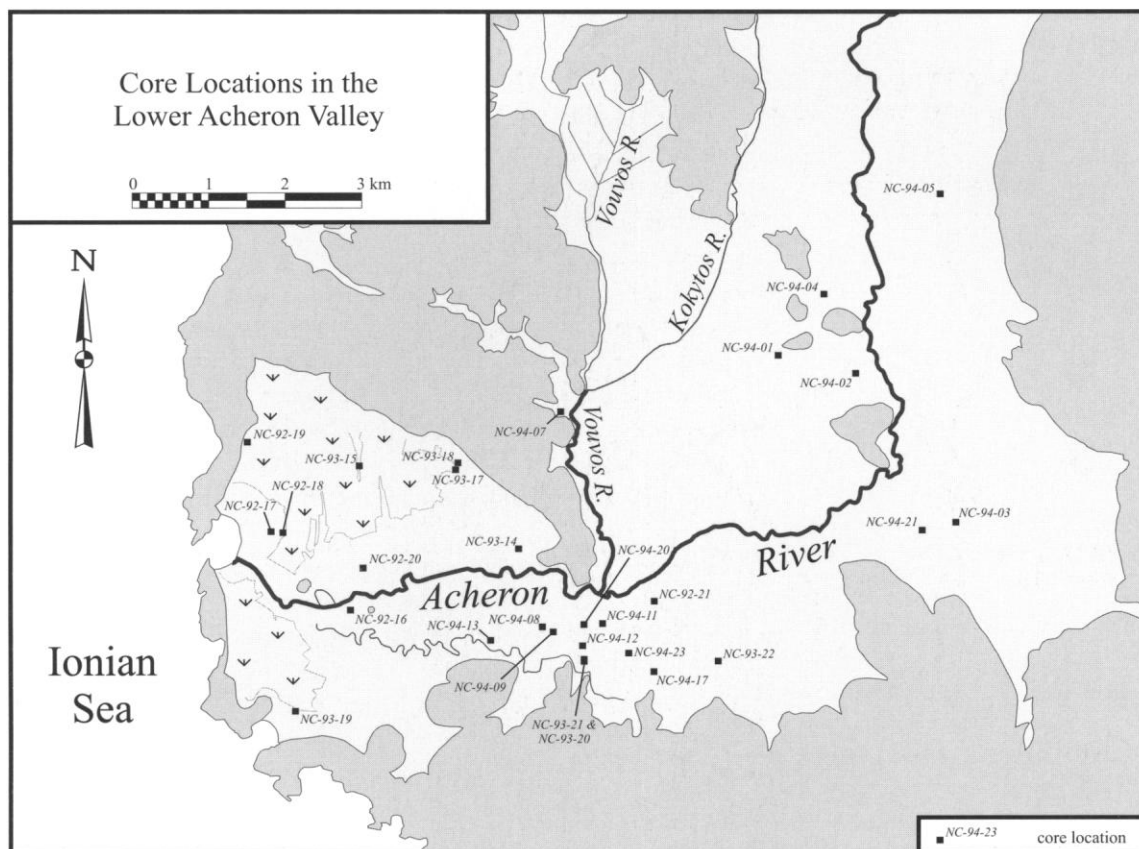 Core Locations in the
Lower Acheron Valley
0 1 2 3 km
N
Vouvos R.
Kokytos R.
NC-94-05
NC-94-04
NC-94-01
NC-94-02
NC-94-07
Vouvos R.
NC-92-19
NC-93-15
NC-93-18
NC-93-17
NC-92-18
NC-92-17
NC-94-03
NC-94-21
NC-93-14
NC-94-20
NC-92-20
River
Acheron
NC-92-21
NC-92-16
NC-94-13
NC-94-08
NC-94-11
NC-94-12
NC-94-23
NC-93-22
NC-94-17
NC-94-09
Ionian
Sea
NC-93-19
NC-93-21 &
NC-93-20
NC-94-23 core location